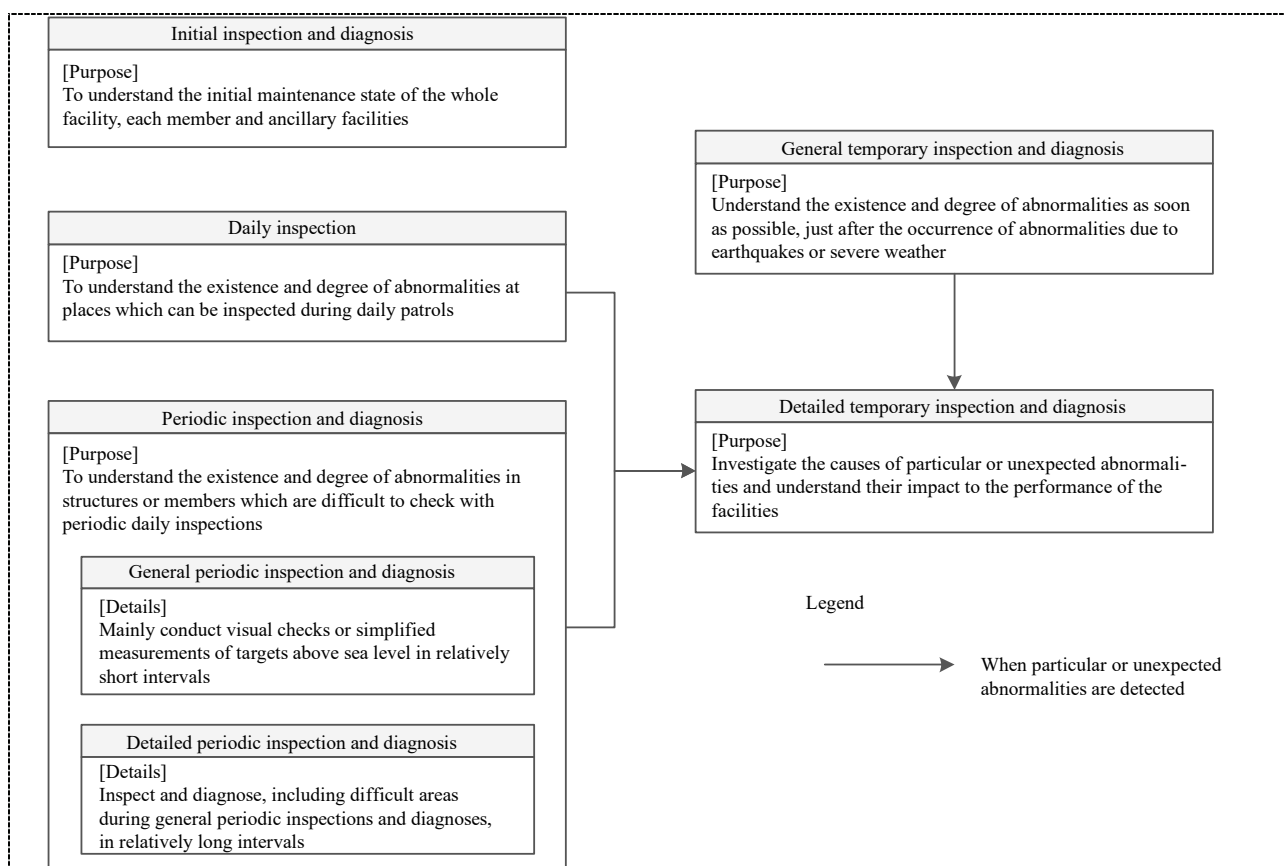 Initial inspection and diagnosis
[Purpose]
To understand the initial maintenance state of the whole
facility, each member and ancillary facilities
Daily inspection
[Purpose]
To understand the existence and degree of abnormalities at
places which can be inspected during daily patrols
Periodic inspection and diagnosis
[Purpose]
To understand the existence and degree of abnormalities in
structures or members which are difficult to check with
periodic daily inspections
General periodic inspection and diagnosis
[Details]
Mainly conduct visual checks or simplified
measurements of targets above sea level in relatively
short intervals
Detailed periodic inspection and diagnosis
[Details]
Inspect and diagnose, including difficult areas
during general periodic inspections and diagnoses,
in relatively long intervals
General temporary inspection and diagnosis
[Purpose]
Understand the existence and degree of abnormalities as soon
as possible, just after the occurrence of abnormalities due to
earthquakes or severe weather
Detailed temporary inspection and diagnosis
[Purpose]
Investigate the causes of particular or unexpected abnormali-
ties and understand their impact to the performance of the
facilities
Legend
When particular or unexpected
abnormalities are detected